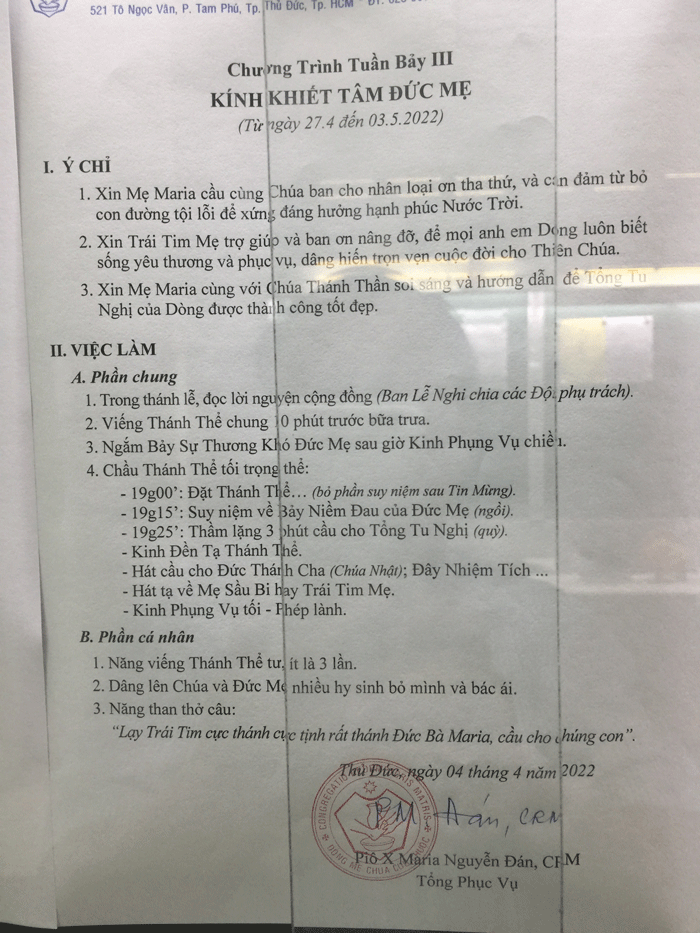 521 Tô Ngọc Vân, P. Tam Phú, Tp. Thủ Đức, Tp. HCM - ĐT:
Chương Trình Tuần Bảy III
KÍNH KHIẾT TÂM ĐỨC MẸ
(Từ ngày 27.4 đến 03.5.2022)
I. Ý CHỈ
1. Xin Mẹ Maria cầu cùng Chúa ban cho nhân loại ơn tha thứ, và can đảm từ bỏ
con đường tội lỗi để xứng đáng hưởng hạnh phúc Nước Trời.
2. Xin Trái Tim Mẹ trợ giúp và ban ơn nâng đỡ, để mọi anh em Dòng luôn biết
sống yêu thương và phục vụ, dâng hiến trọn vẹn cuộc đời cho Thiên Chúa.
3. Xin Mẹ Maria cùng với Chúa Thánh Thần soi sáng và hướng dẫn để Tổng Tu
Nghị của Dòng được thành công tốt đẹp.
II. VIỆC LÀM
A. Phần chung
1. Trong thánh lễ, đọc lời nguyện cộng đồng (Ban Lễ Nghi chia các Đội phụ trách).
2. Viếng Thánh Thể chung 10 phút trước bữa trưa.
3. Ngắm Bảy Sự Thương Khó Đức Mẹ sau giờ Kinh Phụng Vụ chiều.
4. Chầu Thánh Thể tối trọng thể:
- 19g00’: Đặt Thánh Thể… (bỏ phần suy niệm sau Tin Mừng).
- 19g15’: Suy niệm về Bảy Niềm Đau của Đức Mẹ (ngồi).
- 19g25’: Thầm lặng 3 phút cầu cho Tổng Tu Nghị (quỳ).
- Kinh Đền Tạ Thánh Thể.
- Hát cầu cho Đức Thánh Cha (Chúa Nhật); Đây Nhiệm Tích ...
- Hát tạ về Mẹ Sầu Bi hay Trái Tim Mẹ.
- Kinh Phụng Vụ tối - Phép lành.
B. Phần cá nhân
1. Năng viếng Thánh Thể tư, ít là 3 lần.
2. Dâng lên Chúa và Đức Mẹ nhiều hy sinh bỏ mình và bác ái.
3. Năng than thở câu:
“Lạy Trái Tim cực thánh cực tịnh rất thánh Đức Bà Maria, cầu cho chúng con”.
Thủ Đức, ngày 04 tháng 4 năm 2022
PM Đán, CRM
Piô X Maria Nguyễn Đán, CRM
Tổng Phục Vụ